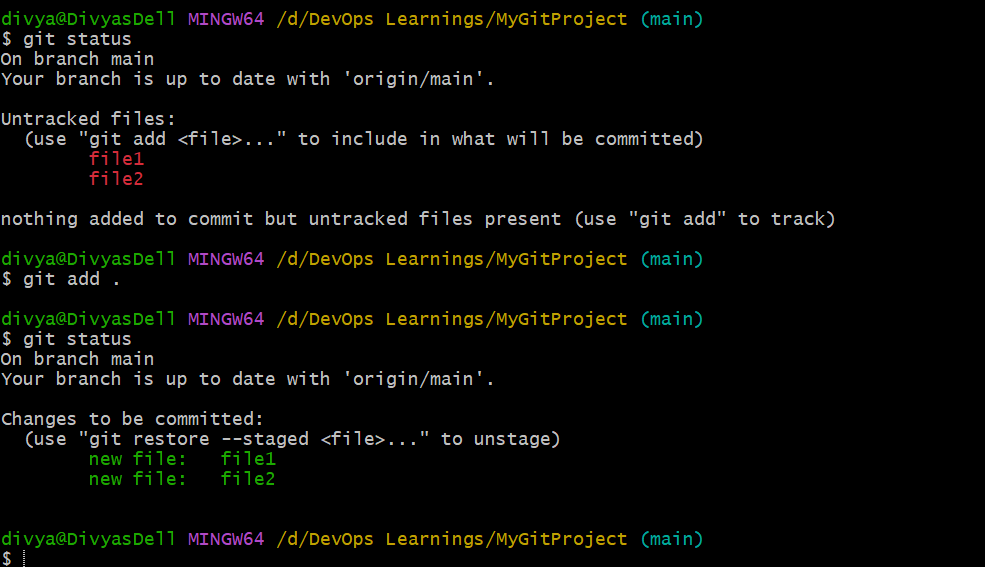 divya@DivyasDell MINGW64 /d/DevOps Learnings/MyGitProject (main)
$ git status
On branch main
Your branch is up to date with 'origin/main'.
Untracked files:
  (use "git add <file>..." to include in what will be committed)
        file1
        file2
nothing added to commit but untracked files present (use "git add" to track)
divya@DivyasDell MINGW64 /d/DevOps Learnings/MyGitProject (main)
$ git add .
divya@DivyasDell MINGW64 /d/DevOps Learnings/MyGitProject (main)
$ git status
On branch main
Your branch is up to date with 'origin/main'.
Changes to be committed:
  (use "git restore --staged <file>..." to unstage)
        new file:   file1
        new file:   file2
divya@DivyasDell MINGW64 /d/DevOps Learnings/MyGitProject (main)
$